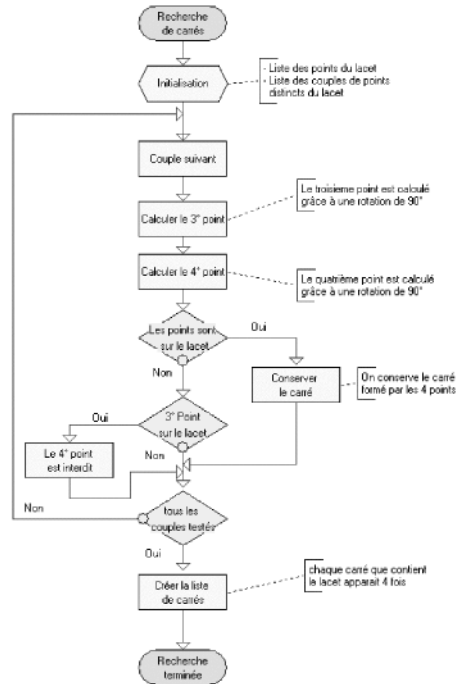 Recherche
de carrés
Initialisation
- Liste des points du lacet
- Liste des couples de points
distincts du lacet
Couple suivant
Le troisieme point est calculé
grâce à une rotation de 90°
Calculer le 3° point
Calculer le 4° point
Le quatrième point est calculé
grâce à une rotation de 90°
Les points sont
sur le lacet
Oui
Non
Conserver
le carré
On conserve le carré
formé par les 4 points
3° Point
sur le lacet
Oui
Non
Le 4° point
est interdit
Non
tous les
couples testés
Oui
Créer la liste
de carrés
chaque carré que contient
le lacet apparait 4 fois
Recherche
terminée